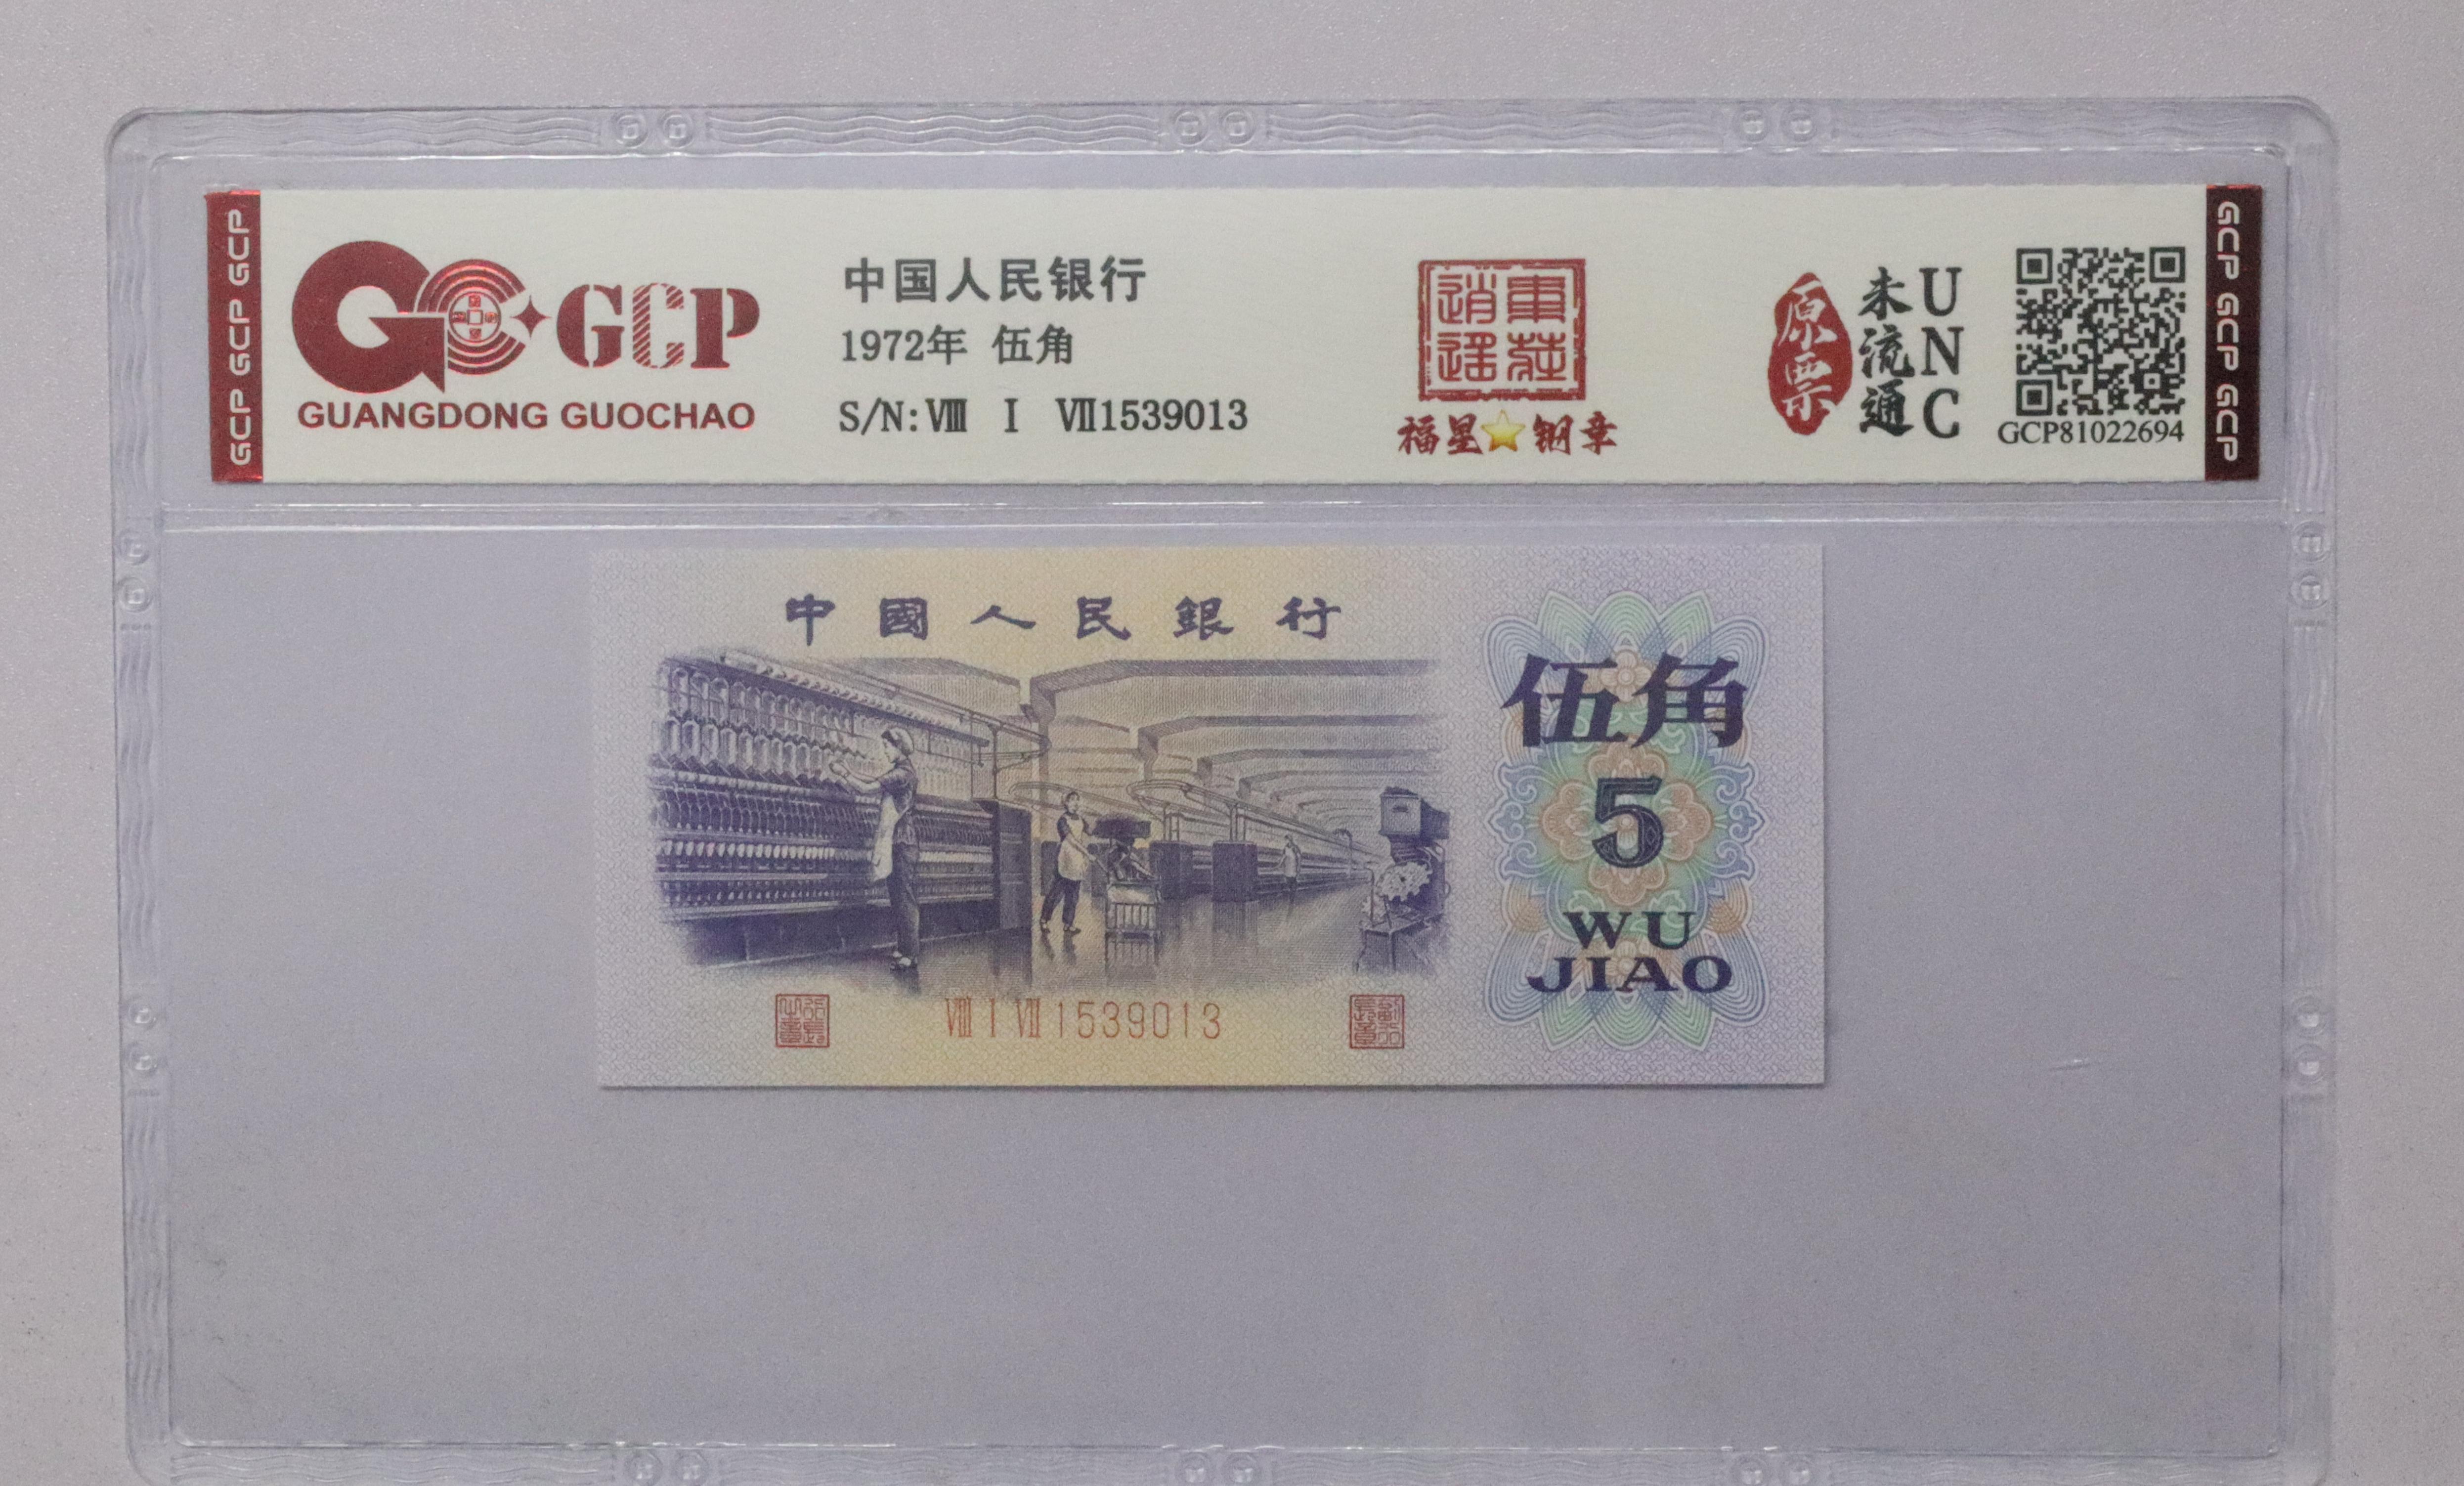 GCP GCP GCP
GCP
GUANGDONG GUOCHAO
中国人民银行
1972年 伍角
S/N:Ⅷ Ⅰ Ⅶ1539013
福星⭐钢章
原票
未流通
UNC
GCP81022694
GCP GCP GCP
中國人民銀行
伍角
5
WU
JIAO
Ⅷ Ⅰ Ⅶ 1539013